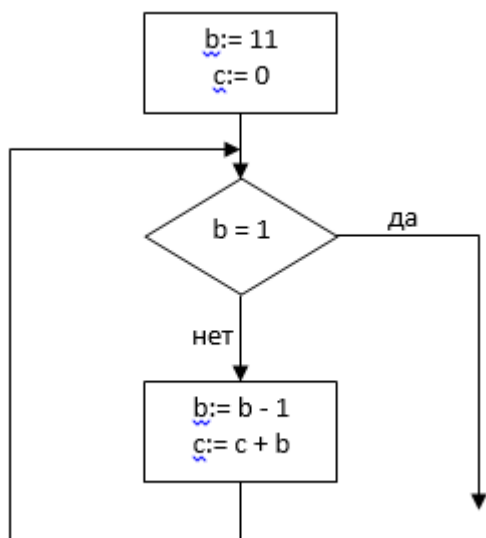 b:= 11
c:= 0
b = 1
да
нет
b:= b - 1
c:= c + b